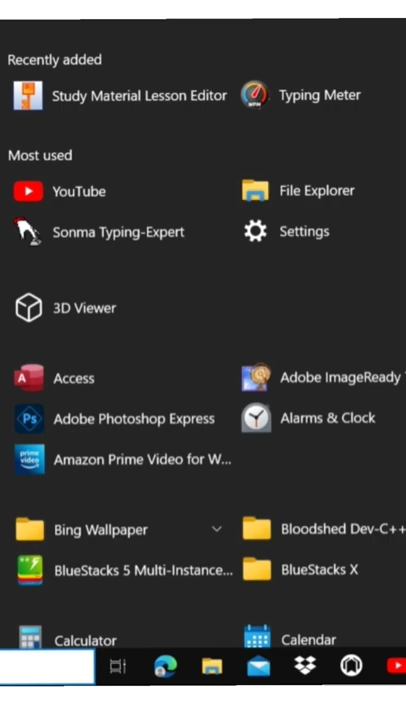 Recently added
Study Material Lesson Editor
Typing Meter
Most used
YouTube
File Explorer
Sonma Typing-Expert
Settings
3D Viewer
Access
Adobe ImageReady
Adobe Photoshop Express
Alarms & Clock
Amazon Prime Video for W...
Bing Wallpaper
Bloodshed Dev-C++
BlueStacks 5 Multi-Instance...
BlueStacks X
Calculator
Calendar